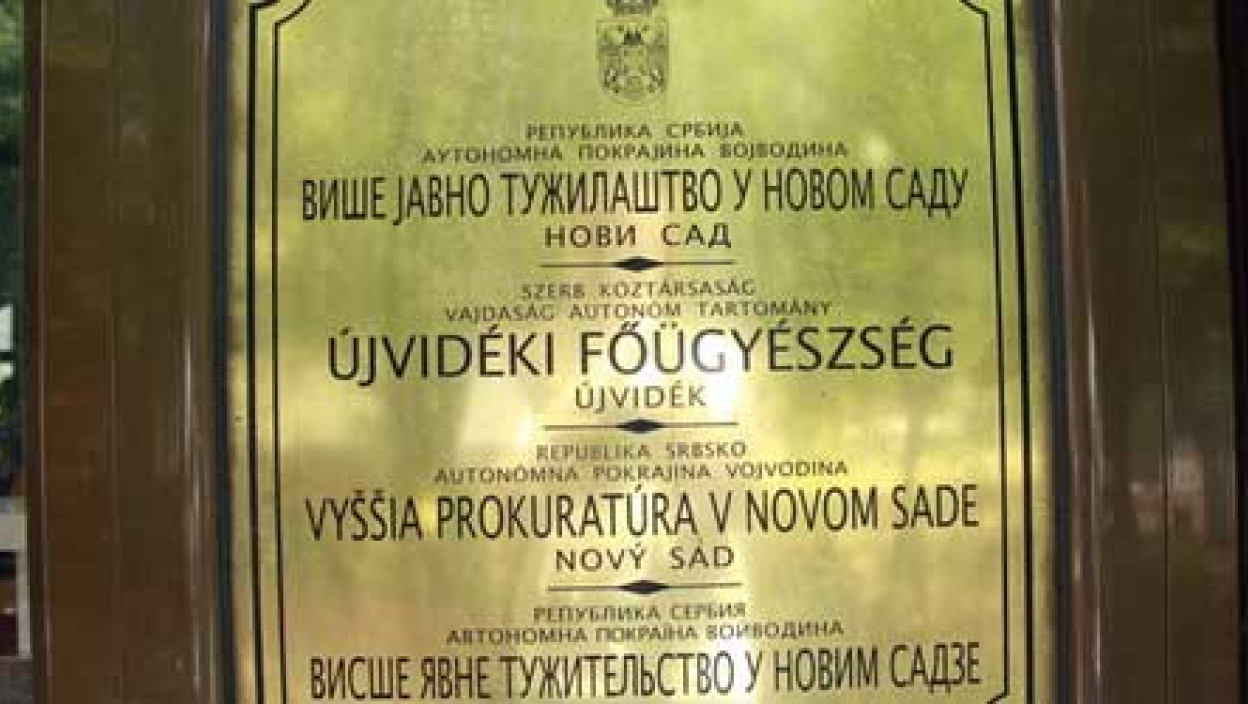 РЕПУБЛИКА СРБИЈА
АУТОНОМНА ПОКРАЈИНА ВОЈВОДИНА
ВИШЕ ЈАВНО ТУЖИЛАШТВО У НОВОМ САДУ
НОВИ САД
SZERB KÖZTÁRSASÁG
VAJDASÁG AUTONÓM TARTOMÁNY
ÚJVIDÉKI FŐÜGYÉSZSÉG
ÚJVIDÉK
REPUBLIKA SRBSKO
AUTONÓMNA POKRAJINA VOJVODINA
VYŠŠIA PROKURATÚRA V NOVOM SADE
NOVÝ SÁD
РЕПУБЛИКА СЕРБИЯ
АВТОНОМНА ПОКРАЇНА ВОЙВОДИНА
ВИСШЕ ЯВНЕ ТУЖИТЕЛЬСТВО У НОВИМ САДЗЕ